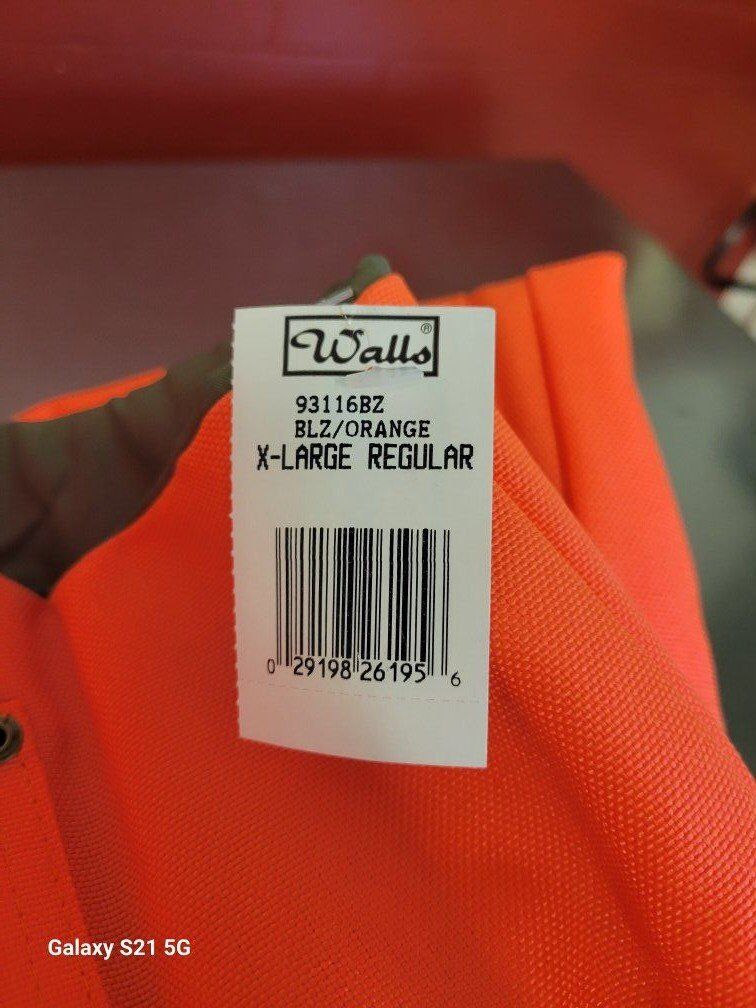 Walls®
93116BZ
BLZ/ORANGE
X-LARGE REGULAR
0 29198 26195 6
Galaxy S21 5G